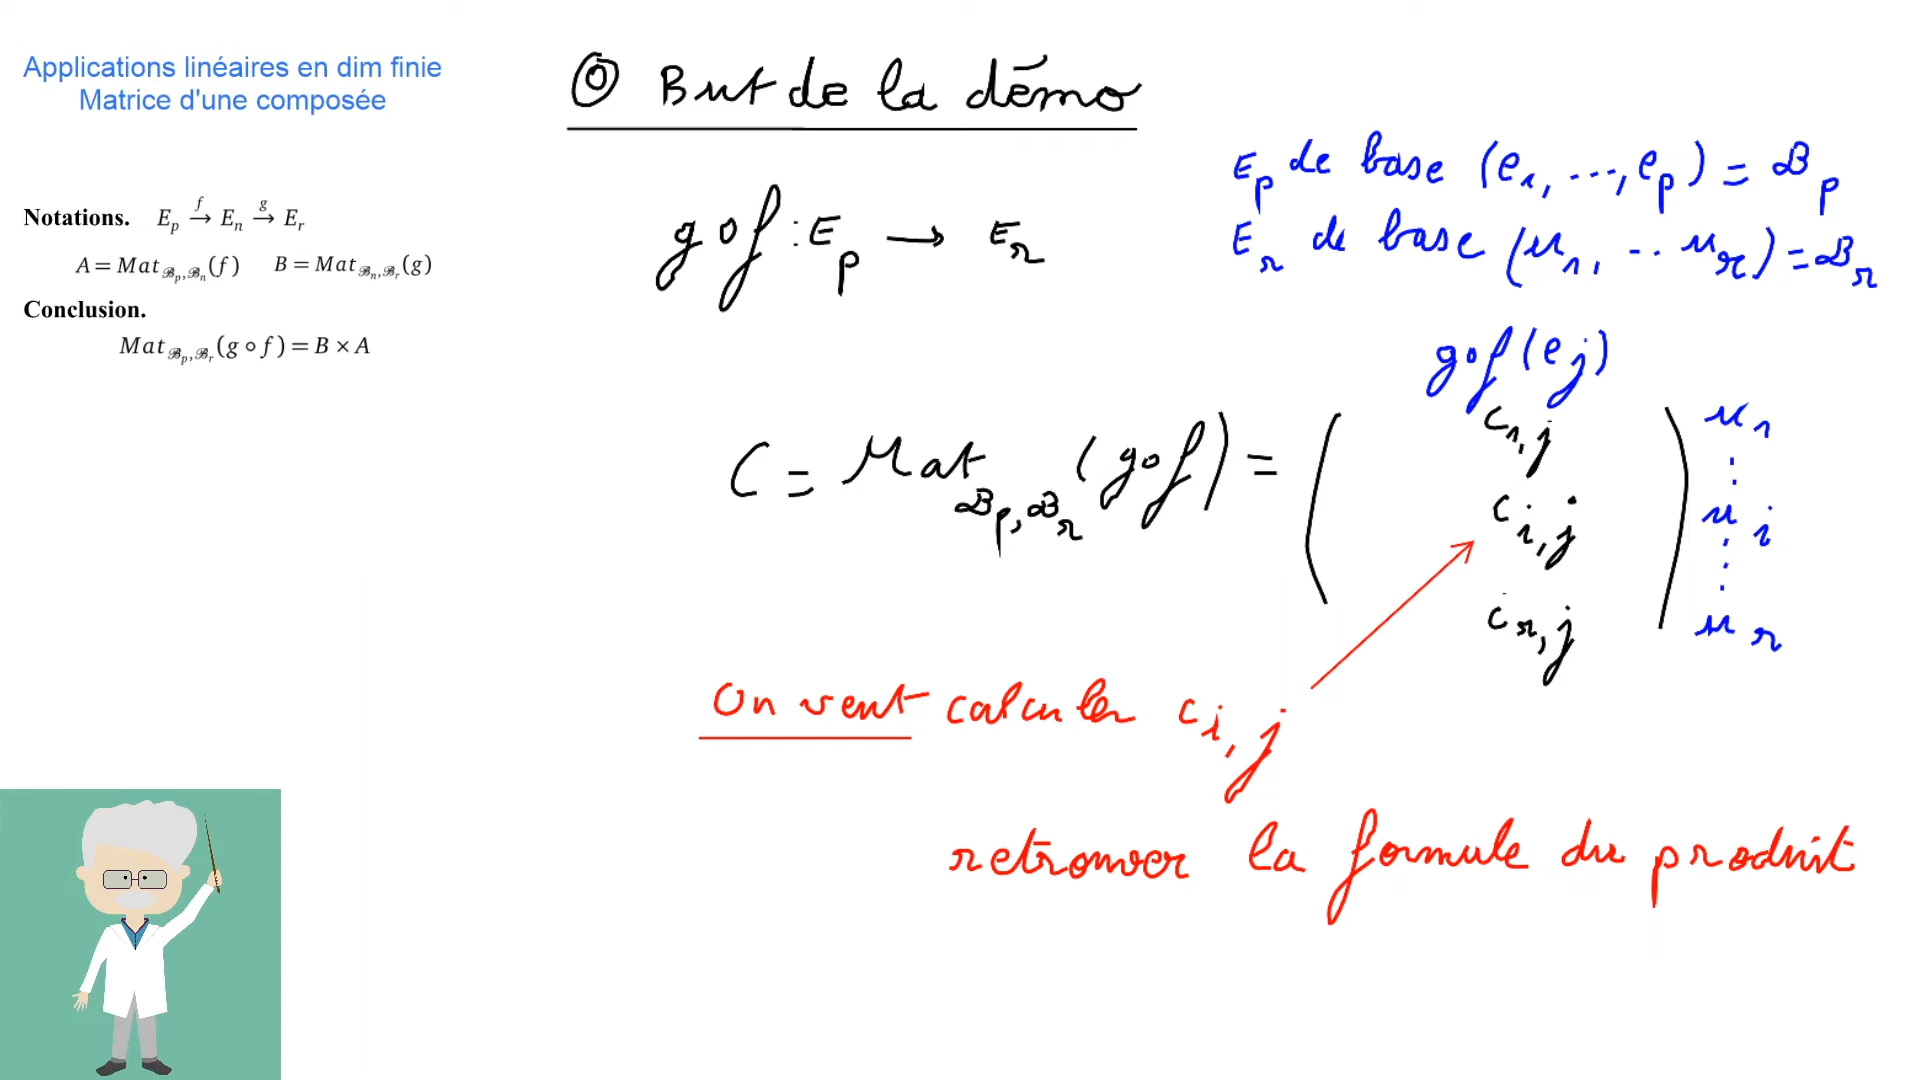 Applications linéaires en dim finie
Matrice d'une composée
Notations. E_p →^f E_n →^g E_r
A = Mat_{ℬ_p,ℬ_n}(f) B = Mat_{ℬ_n,ℬ_r}(g)
Conclusion.
Mat_{ℬ_p,ℬ_r}(g ∘ f) = B × A
⓪ But de la démo
E_p de base (e_1, ..., e_p) = ℬ_p
gof : E_p → E_r
E_r de base (u_1, .. u_r) = ℬ_r
gof(e_j)
C = Mat_{ℬ_p,ℬ_r}(gof) = (
c_{1,j}
c_{i,j}
c_{r,j}
)
u_1
⋮
u_i
⋮
u_r
On veut calculer c_{i,j}
retrouver la formule du produit